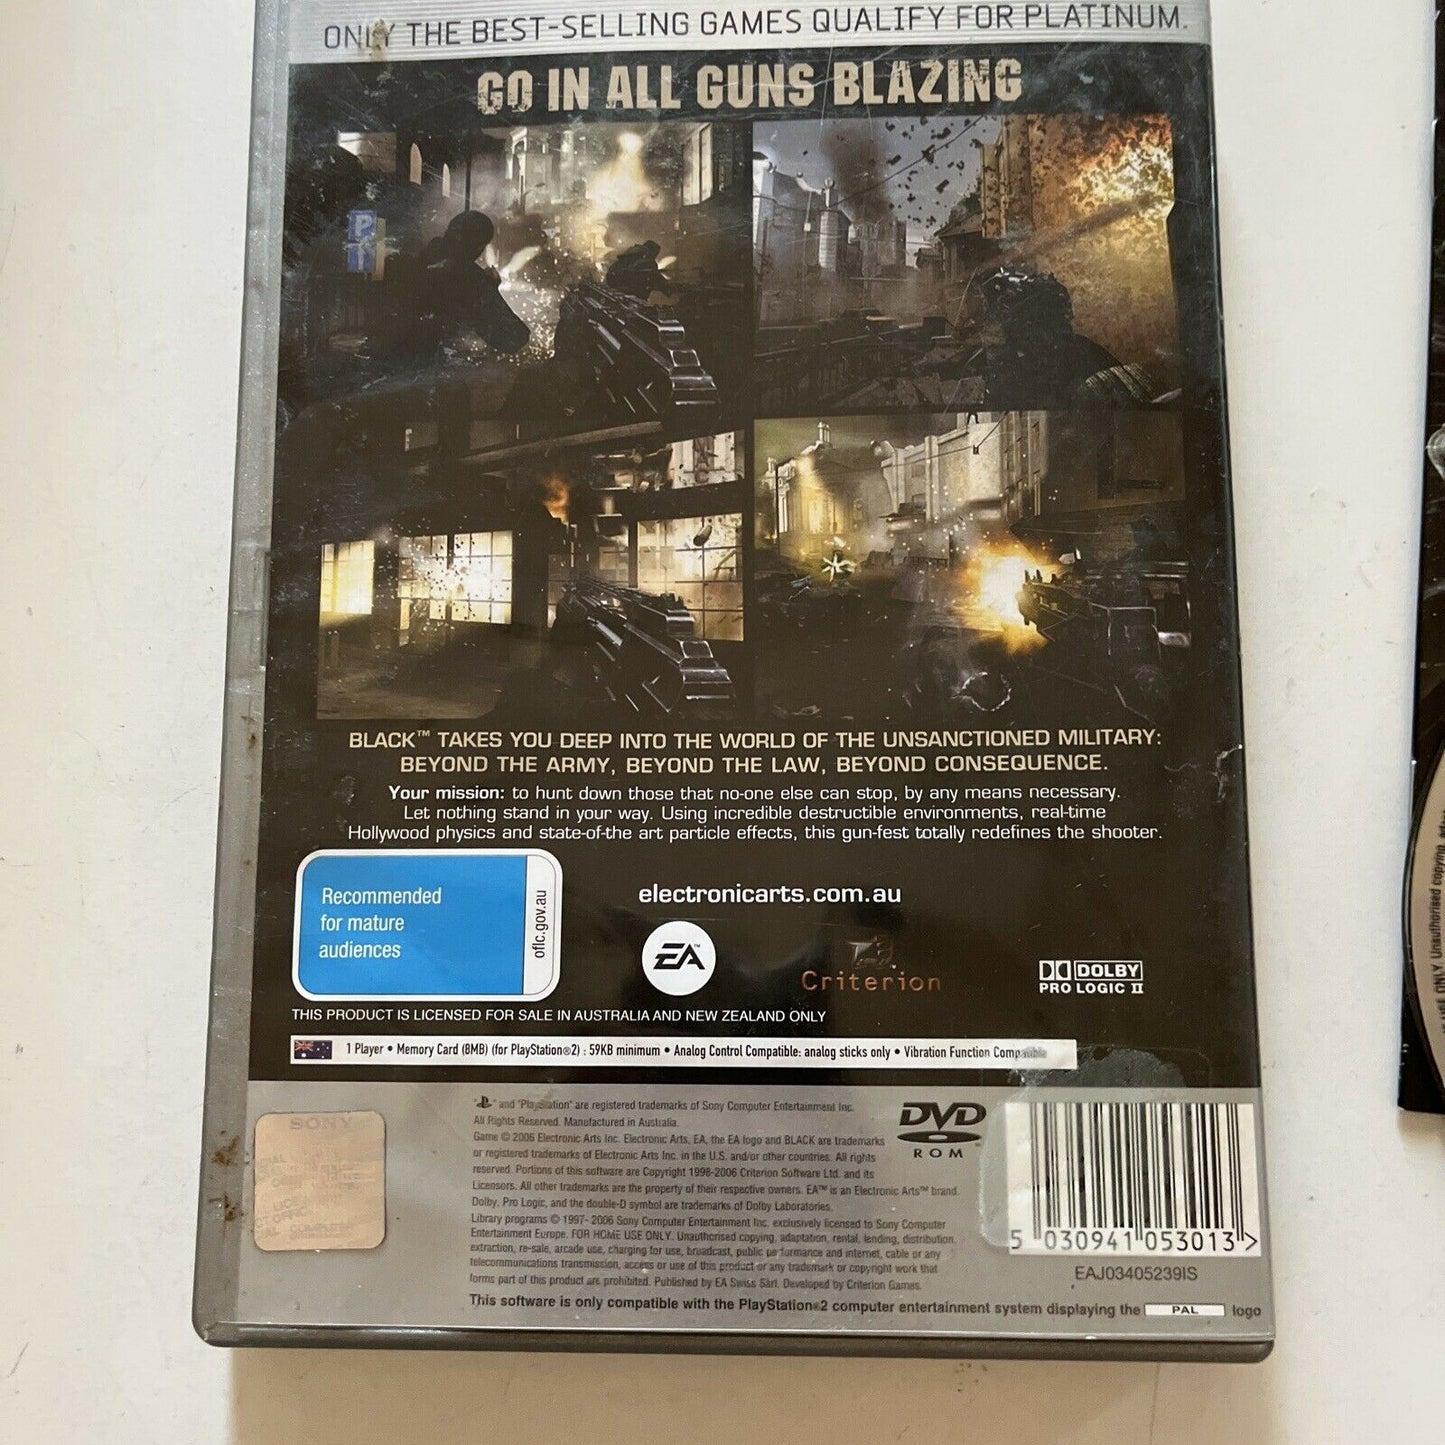 ONLY THE BEST-SELLING GAMES QUALIFY FOR PLATINUM.
GO IN ALL GUNS BLAZING
P
BLACK™ TAKES YOU DEEP INTO THE WORLD OF THE UNSANCTIONED MILITARY:
BEYOND THE ARMY, BEYOND THE LAW, BEYOND CONSEQUENCE.
Your mission: to hunt down those that no-one else can stop, by any means necessary.
Let nothing stand in your way. Using incredible destructible environments, real-time
Hollywood physics and state-of-the art particle effects, this gun-fest totally redefines the shooter.
Recommended
for mature
audiences
oflc.gov.au
electronicarts.com.au
EA™
Criterion
DOLBY
PRO LOGIC II
THIS PRODUCT IS LICENSED FOR SALE IN AUSTRALIA AND NEW ZEALAND ONLY
1 Player • Memory Card (8MB) (for PlayStation®2) : 59KB minimum • Analog Control Compatible: analog sticks only • Vibration Function Compatible
SONY
"PS" and "PlayStation" are registered trademarks of Sony Computer Entertainment Inc.
All Rights Reserved. Manufactured in Australia.
Game © 2006 Electronic Arts Inc. Electronic Arts, EA, the EA logo and BLACK are trademarks
or registered trademarks of Electronic Arts Inc. in the U.S. and/or other countries. All rights
reserved. Portions of this software are Copyright 1998-2006 Criterion Software Ltd. and its
Licensors. All other trademarks are the property of their respective owners. EA™ is an Electronic Arts™ brand.
Dolby, Pro Logic, and the double-D symbol are trademarks of Dolby Laboratories.
Library programs © 1997- 2006 Sony Computer Entertainment Inc. exclusively licensed to Sony Computer
Entertainment Europe. FOR HOME USE ONLY. Unauthorised copying, adaptation, rental, lending, distribution,
extraction, re-sale, arcade use, charging for use, broadcast, public performance and internet, cable or any
telecommunications transmission, access or use of this product or any trademark or copyright work that
forms part of this product are prohibited. Published by EA Swiss Sàrl. Developed by Criterion Games.
This software is only compatible with the PlayStation®2 computer entertainment system displaying the PAL logo
DVD
ROM
5 030941 053013 >
EAJ03405239IS